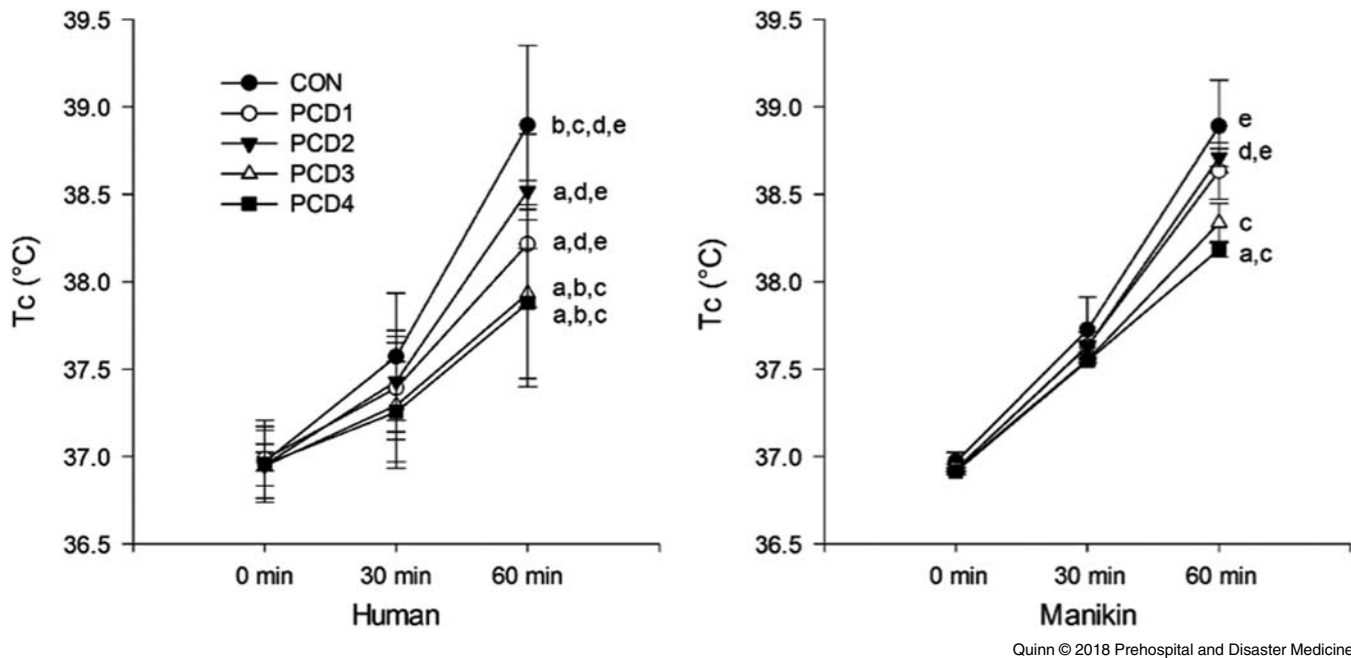 39.5
39.0
38.5
38.0
37.5
37.0
36.5
Tc (°C)
CON
PCD1
PCD2
PCD3
PCD4
b,c,d,e
a,d,e
a,d,e
a,b,c
a,b,c
0 min 30 min 60 min
Human
39.5
39.0
38.5
38.0
37.5
37.0
36.5
Tc (°C)
e
d,e
c
a,c
0 min 30 min 60 min
Manikin
Quinn © 2018 Prehospital and Disaster Medicine